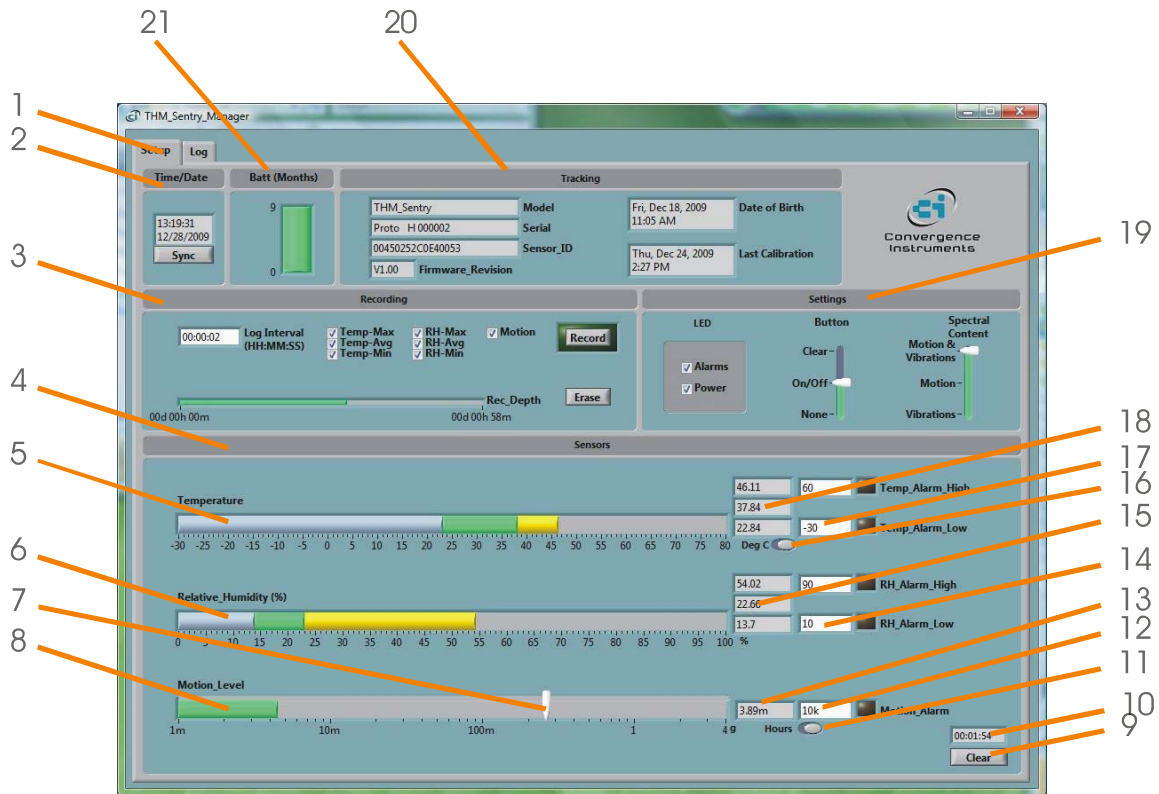 21
20
1
2
3
4
5
6
7
8
19
18
17
16
15
14
13
12
11
10
9
THM_Sentry_Manager
Setup
Log
Time/Date
Batt (Months)
Tracking
13:19:31
12/28/2009
Sync
9
0
THM_Sentry Model
Proto H 000002 Serial
00450252C0E40053 Sensor_ID
V1.00 Firmware_Revision
Fri, Dec 18, 2009
11:05 AM
Date of Birth
Thu, Dec 24, 2009
2:27 PM
Last Calibration
ci
Convergence
Instruments
Recording
00:00:02
Log Interval
(HH:MM:SS)
Temp-Max
Temp-Avg
Temp-Min
RH-Max
RH-Avg
RH-Min
Motion
Record
Rec_Depth
Erase
00d 00h 00m
00d 00h 58m
Settings
LED
Alarms
Power
Button
Clear
On/Off
None
Spectral
Content
Motion &
Vibrations
Motion
Vibrations
Sensors
Temperature
-30 -25 -20 -15 -10 -5 0 5 10 15 20 25 30 35 40 45 50 55 60 65 70 75 80
46.11 60 Temp_Alarm_High
37.84
22.84 -30 Temp_Alarm_Low
Deg C
Relative_Humidity (%)
0 5 10 15 20 25 30 35 40 45 50 55 60 65 70 75 80 85 90 95 100
54.02 90 RH_Alarm_High
22.66
13.7 10 RH_Alarm_Low
%
Motion_Level
1m 10m 100m 1 4 g
3.89m 10k Motion_Alarm
Hours
00:01:54
Clear